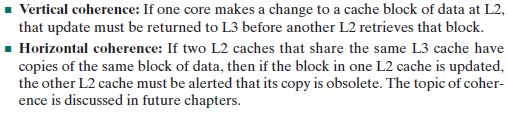 ▪ Vertical coherence: If one core makes a change to a cache block of data at L2,
that update must be returned to L3 before another L2 retrieves that block.
▪ Horizontal coherence: If two L2 caches that share the same L3 cache have
copies of the same block of data, then if the block in one L2 cache is updated,
the other L2 cache must be alerted that its copy is obsolete. The topic of coher-
ence is discussed in future chapters.